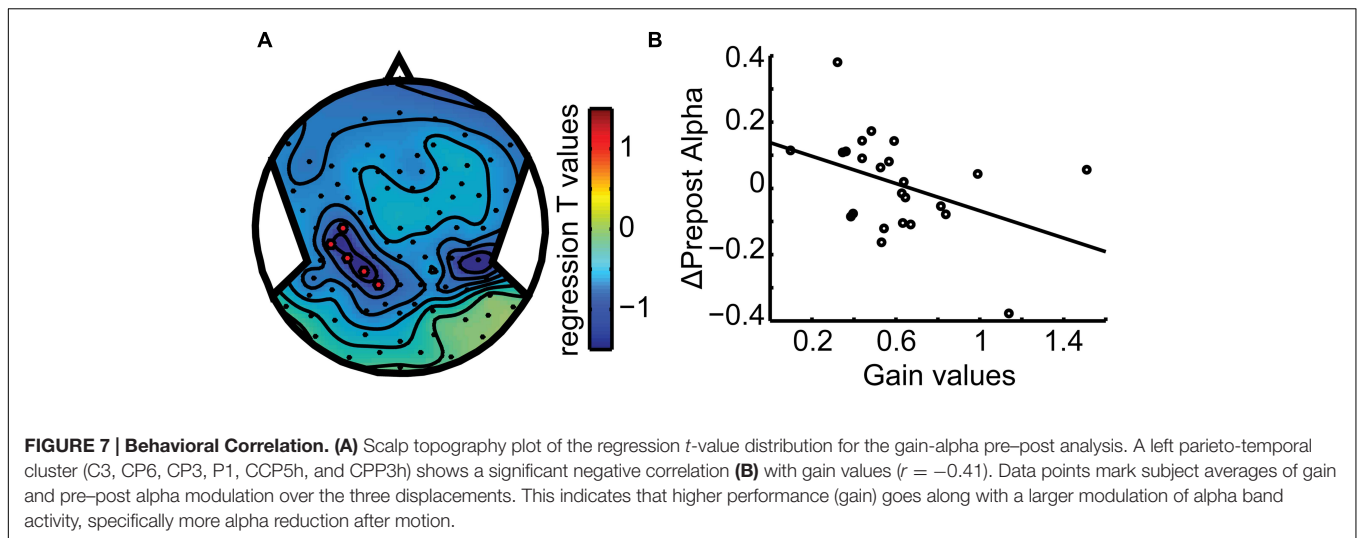 A
regression T values
1
0
−1
B
ΔPrepost Alpha
0.4
0.2
0
−0.2
−0.4
0.2 0.6 1 1.4
Gain values
FIGURE 7 | Behavioral Correlation. (A) Scalp topography plot of the regression t-value distribution for the gain-alpha pre–post analysis. A left parieto-temporal
cluster (C3, CP6, CP3, P1, CCP5h, and CPP3h) shows a significant negative correlation (B) with gain values (r = −0.41). Data points mark subject averages of gain
and pre–post alpha modulation over the three displacements. This indicates that higher performance (gain) goes along with a larger modulation of alpha band
activity, specifically more alpha reduction after motion.